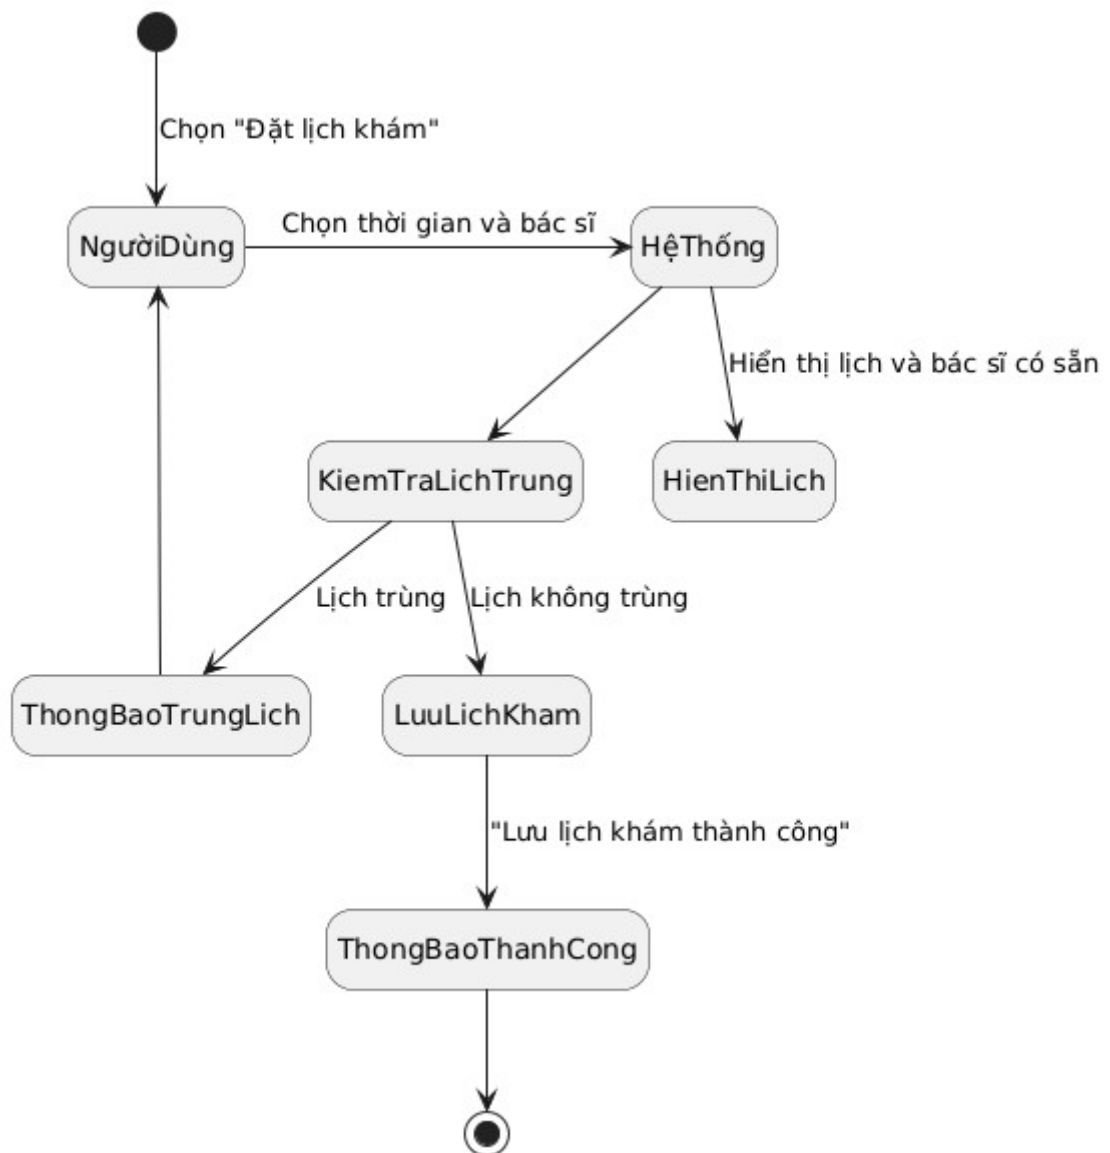 Chọn "Đặt lịch khám"
NgườiDùng
Chọn thời gian và bác sĩ
HệThống
Hiển thị lịch và bác sĩ có sẵn
KiemTraLichTrung
HienThiLich
Lịch trùng
Lịch không trùng
ThongBaoTrungLich
LuuLichKham
"Lưu lịch khám thành công"
ThongBaoThanhCong